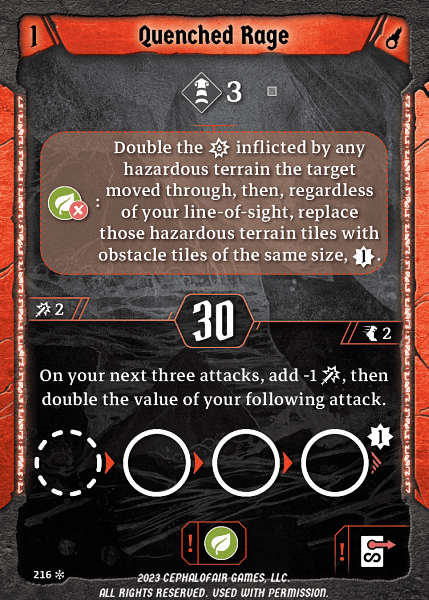 1
Quenched Rage
3
Double the inflicted by any
hazardous terrain the target
moved through, then, regardless
: of your line-of-sight, replace
those hazardous terrain tiles with
obstacle tiles of the same size, 1.
2
30
2
On your next three attacks, add -1, then
double the value of your following attack.
1
! !
216
2023 CEPHALOFAIR GAMES, LLC.
ALL RIGHTS RESERVED. USED WITH PERMISSION.